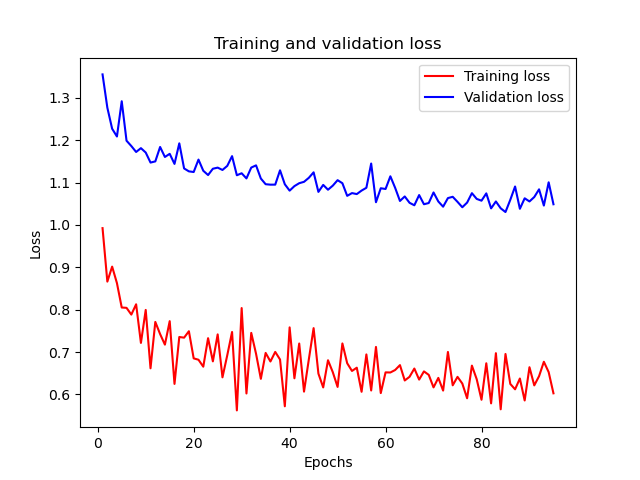 Training and validation loss
Training loss
Validation loss
1.3
1.2
1.1
1.0
0.9
0.8
0.7
0.6
Loss
0
20
40
60
80
Epochs